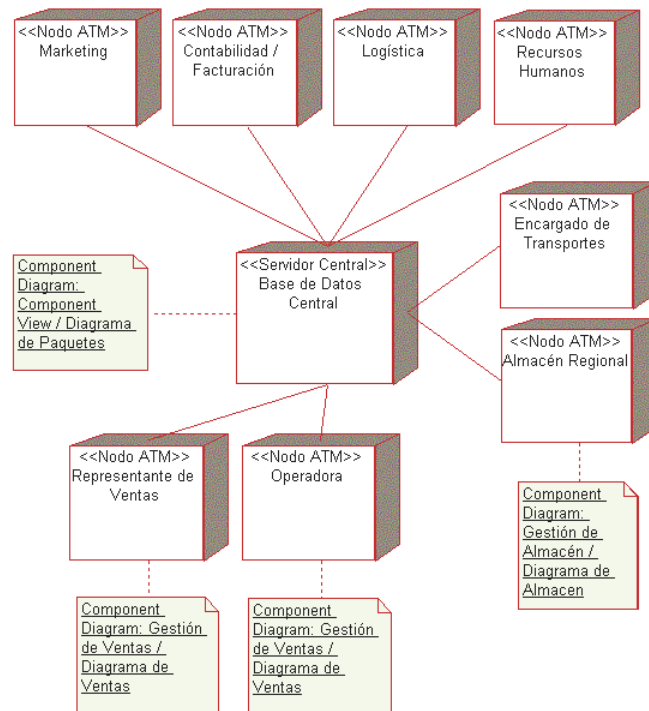 <<Nodo ATM>>
Marketing
<<Nodo ATM>>
Contabilidad /
Facturación
<<Nodo ATM>>
Logística
<<Nodo ATM>>
Recursos
Humanos
<<Nodo ATM>>
Encargado de
Transportes
<<Servidor Central>>
Base de Datos
Central
Component
Diagram:
Component
View / Diagrama
de Paquetes
<<Nodo ATM>>
Almacén Regional
<<Nodo ATM>>
Representante de
Ventas
<<Nodo ATM>>
Operadora
Component
Diagram:
Gestión de
Almacén /
Diagrama de
Almacen
Component
Diagram: Gestión
de Ventas /
Diagrama de
Ventas
Component
Diagram: Gestión
de Ventas /
Diagrama de
Ventas